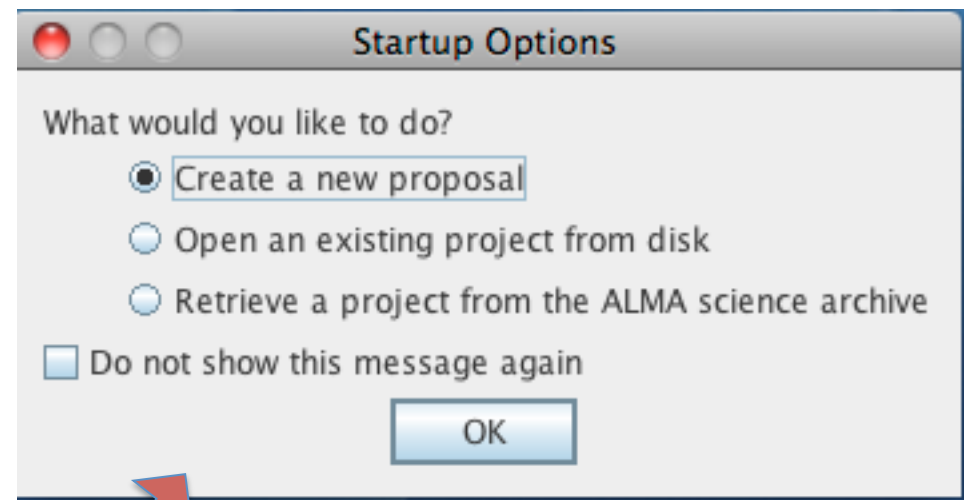 Startup Options
What would you like to do?
Create a new proposal
Open an existing project from disk
Retrieve a project from the ALMA science archive
Do not show this message again
OK